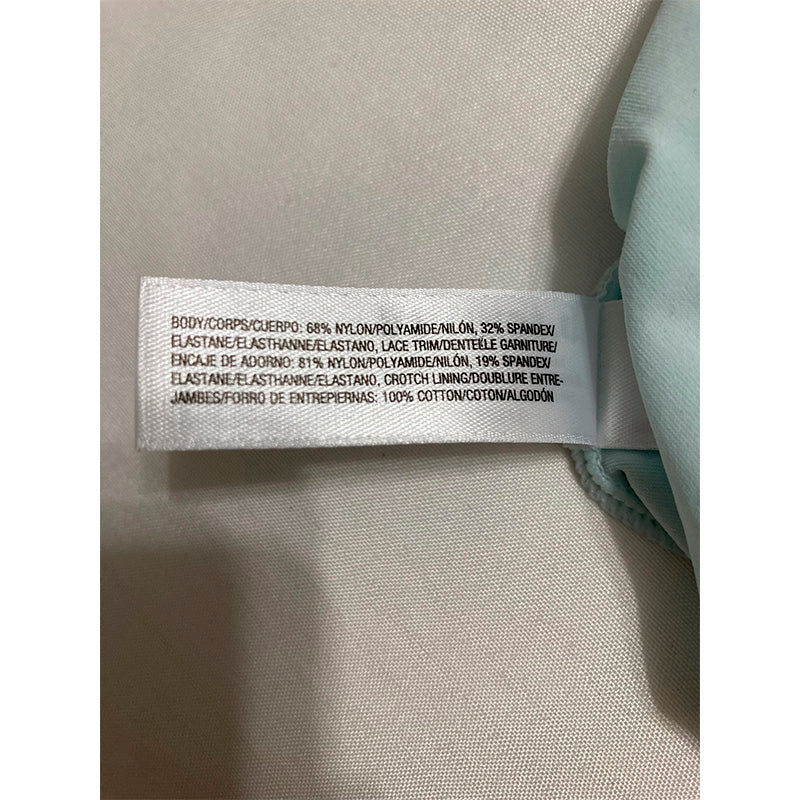 BODY/CORPS/CUERPO: 68% NYLON/POLYAMIDE/NILÓN, 32% SPANDEX/
ELASTANE/ELASTHANNE/ELASTANO, LACE TRIM/DENTELLE GARNITURE/
ENCAJE DE ADORNO: 81% NYLON/POLYAMIDE/NILÓN, 19% SPANDEX/
ELASTANE/ELASTHANNE/ELASTANO, CROTCH LINING/DOUBLURE ENTRE-
JAMBES/FORRO DE ENTREPIERNAS: 100% COTTON/COTON/ALGODÓN